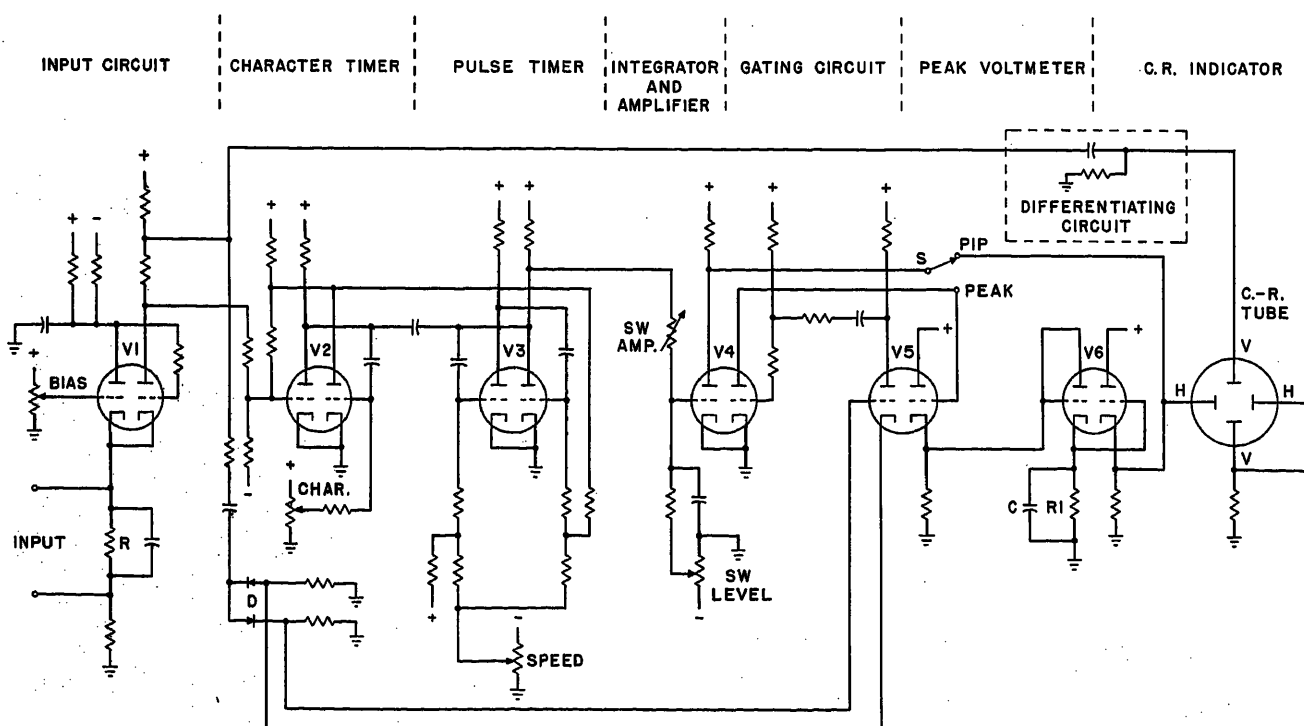 INPUT CIRCUIT
CHARACTER TIMER
PULSE TIMER
INTEGRATOR
AND
AMPLIFIER
GATING CIRCUIT
PEAK VOLTMETER
C.R. INDICATOR
+
+ -
+ +
+ +
+ +
+
DIFFERENTIATING
CIRCUIT
S
PIP
PEAK
C.-R.
TUBE
SW
AMP.
V1
V2
V3
V4
V5
+
V6
+
V
+
BIAS
H
H
V
+
CHAR.
-
INPUT
R
C
R1
SW
LEVEL
-
D
+
-
SPEED